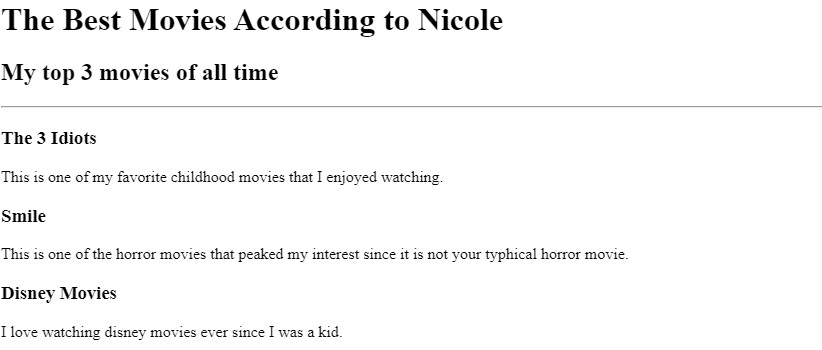 The Best Movies According to Nicole
My top 3 movies of all time
The 3 Idiots
This is one of my favorite childhood movies that I enjoyed watching.
Smile
This is one of the horror movies that peaked my interest since it is not your typhical horror movie.
Disney Movies
I love watching disney movies ever since I was a kid.